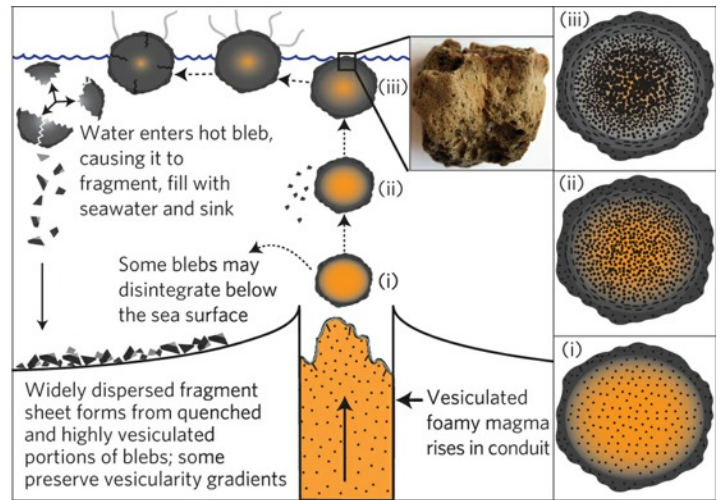 (iii)
(iii)
Water enters hot bleb,
causing it to
fragment, fill with
seawater and sink
(ii)
(ii)
Some blebs may
disintegrate below
the sea surface
(i)
(i)
Widely dispersed fragment
sheet forms from quenched
and highly vesiculated
portions of blebs; some
preserve vesicularity gradients
Vesiculated
foamy magma
rises in conduit